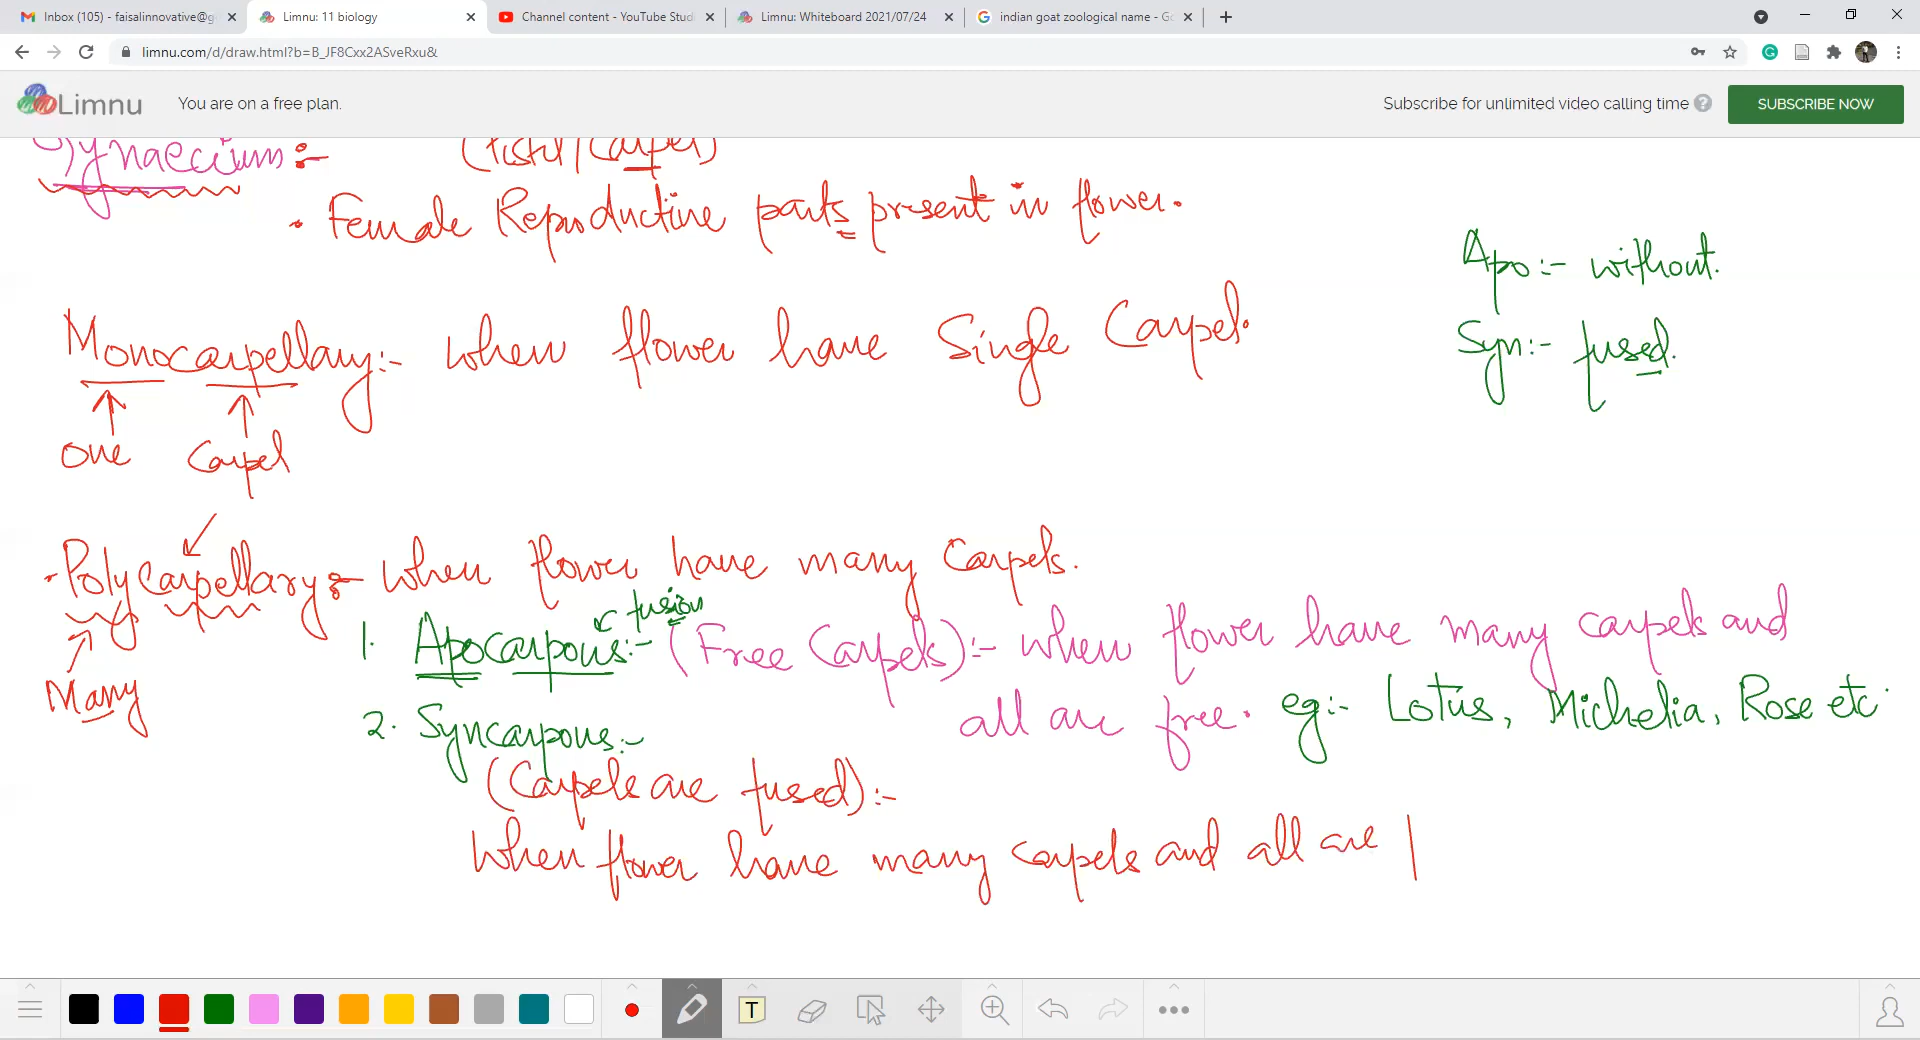 Inbox (105) - faisalinnovative@g
Limnu: 11 biology
Channel content - YouTube Stud
Limnu: Whiteboard 2021/07/24
indian goat zoological name - Go
limnu.com/d/draw.html?b=B_JF8Cxx2ASveRxu&
Limnu
You are on a free plan.
Subscribe for unlimited video calling time ?
SUBSCRIBE NOW
Gynaecium:- (Pistil/Carpel)
• Female Reproductive parts present in flower.
Apo:- without.
Syn:- fused.
Monocarpellary:- when flower have Single Carpel.
One Carpel
• Polycarpellary:- when flower have many Carpels.
Many
fusion
1. Apocarpous:- (Free Carpels):- when flower have many carpels and
all are free. eg:- Lotus, Michelia, Rose etc.
2. Syncarpous:-
(Carpels are fused):-
When flower have many carpels and all are
T